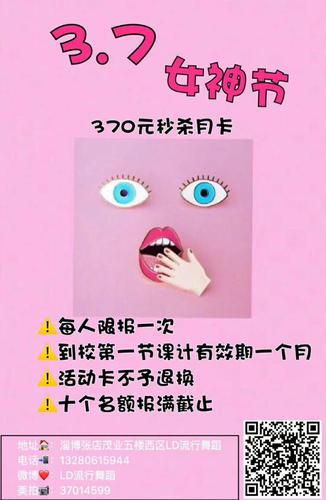 3.7
女神节
370元秒杀月卡
⚠️每人限报一次
⚠️到校第一节课计有效期一个月
⚠️活动卡不予退换
⚠️十个名额报满截止
地址🏠：淄博张店茂业五楼西区LD流行舞蹈
电话📱：13280615944
微博❤️：LD流行舞蹈
美拍📷：37014599